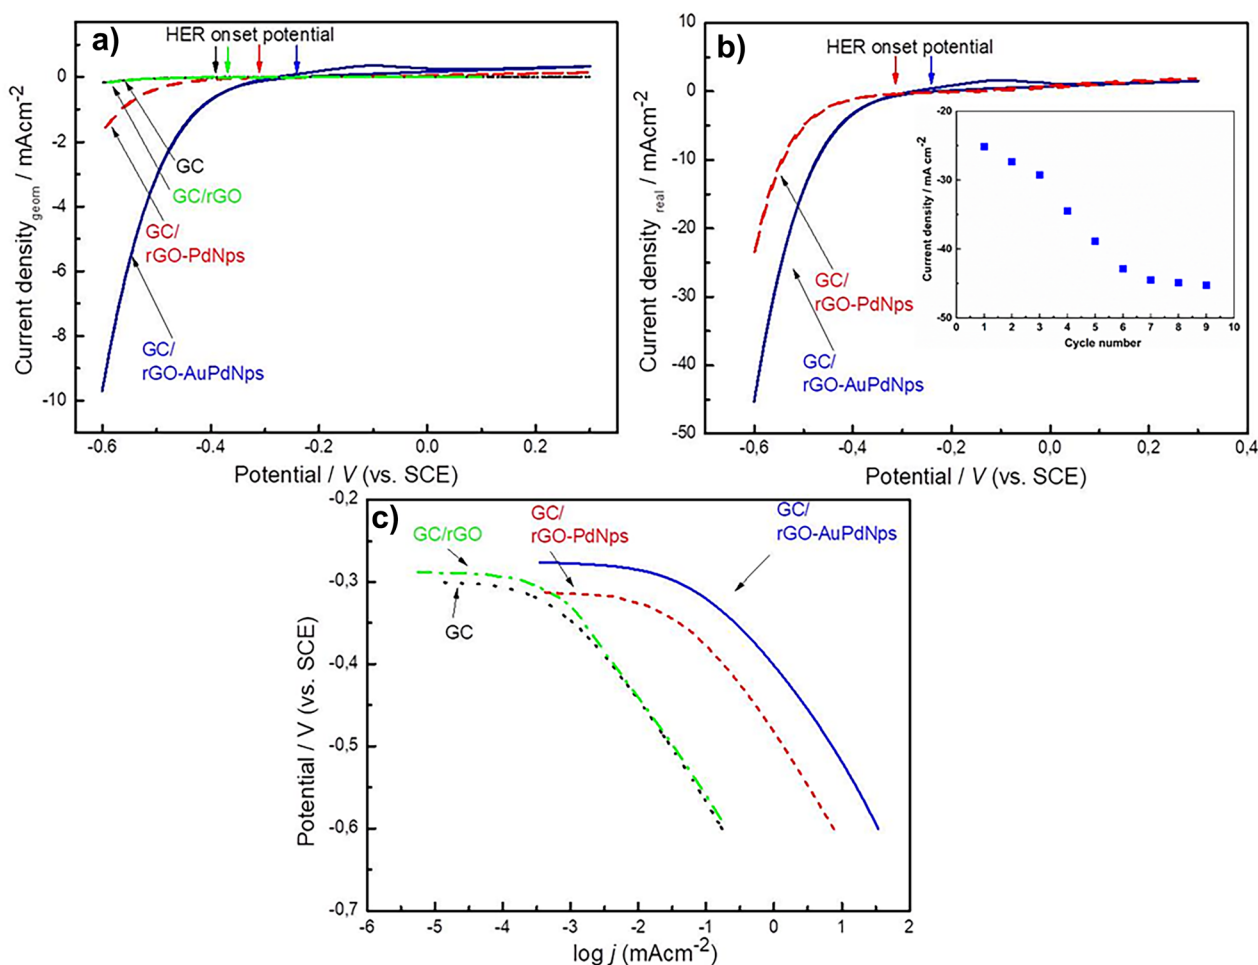 a)
HER onset potential
0
-2
-4
-6
-8
-10
Current density geom / mAcm-2
GC
GC/rGO
GC/
rGO-PdNps
GC/
rGO-AuPdNps
-0.6
-0.4
-0.2
0.0
0.2
Potential / V (vs. SCE)
b)
HER onset potential
10
0
-10
-20
-30
-40
-50
Current density real / mAcm-2
GC/
rGO-PdNps
GC/
rGO-AuPdNps
-0,6
-0,4
-0,2
0,0
0,2
0,4
Potential / V (vs. SCE)
-20
-30
-40
-50
Current density / mA cm-2
0
1
2
3
4
5
6
7
8
9
10
Cycle number
c)
GC/rGO
GC/
rGO-PdNps
GC/
rGO-AuPdNps
GC
-0,2
-0,3
-0,4
-0,5
-0,6
-0,7
Potential / V (vs. SCE)
-6
-5
-4
-3
-2
-1
0
1
2
log j (mAcm-2)